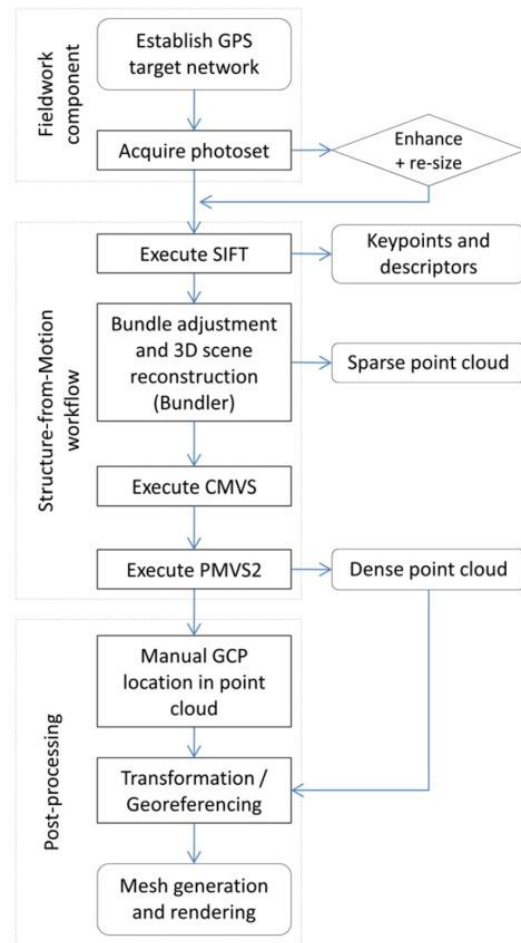 Fieldwork
component
Establish GPS
target network
Acquire photoset
Enhance
+ re-size
Structure-from-Motion
workflow
Execute SIFT
Keypoints and
descriptors
Bundle adjustment
and 3D scene
reconstruction
(Bundler)
Sparse point cloud
Execute CMVS
Execute PMVS2
Dense point cloud
Post-processing
Manual GCP
location in point
cloud
Transformation /
Georeferencing
Mesh generation
and rendering